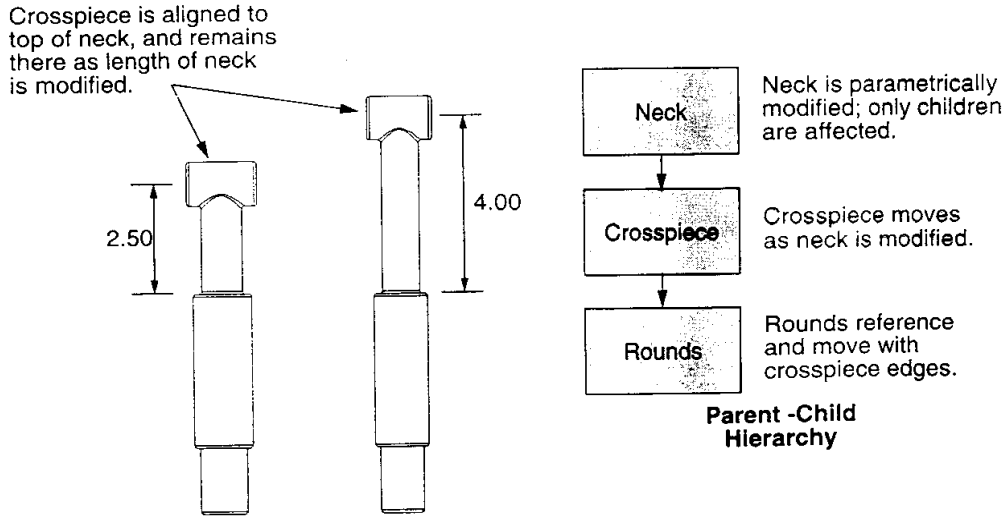 Crosspiece is aligned to
top of neck, and remains
there as length of neck
is modified.
2.50
4.00
Neck
Neck is parametrically
modified; only children
are affected.
Crosspiece
Crosspiece moves
as neck is modified.
Rounds
Rounds reference
and move with
crosspiece edges.
Parent -Child
Hierarchy